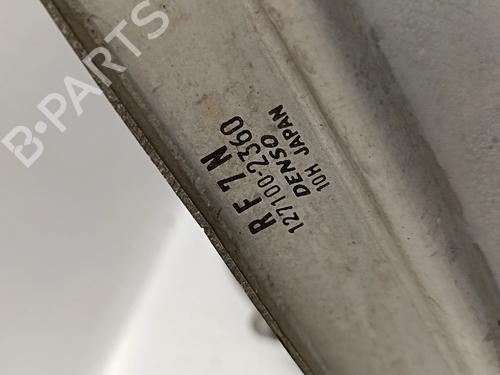 B-PARTS
RF7N
127100-2360
DENSO
10H JAPAN